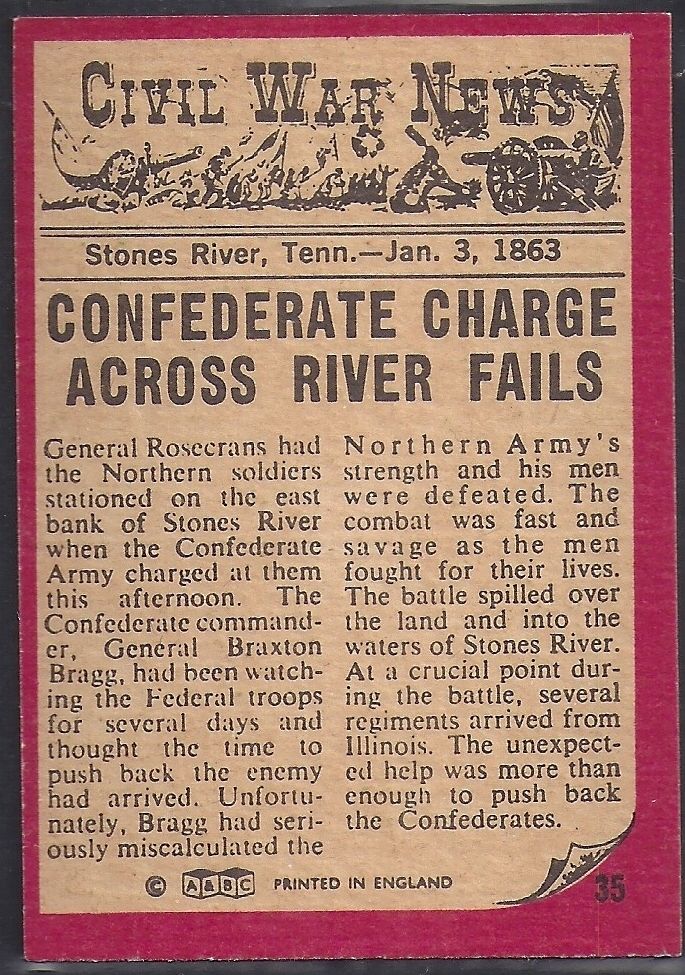 CIVIL WAR NEWS
Stones River, Tenn.—Jan. 3, 1863
CONFEDERATE CHARGE
ACROSS RIVER FAILS
General Rosecrans had
the Northern soldiers
stationed on the east
bank of Stones River
when the Confederate
Army charged at them
this afternoon. The
Confederate command-
er, General Braxton
Bragg, had been watch-
ing the Federal troops
for several days and
thought the time to
push back the enemy
had arrived. Unfortu-
nately, Bragg had seri-
ously miscalculated the
Northern Army's
strength and his men
were defeated. The
combat was fast and
savage as the men
fought for their lives.
The battle spilled over
the land and into the
waters of Stones River.
At a crucial point dur-
ing the battle, several
regiments arrived from
Illinois. The unexpect-
ed help was more than
enough to push back
the Confederates.
© A&BC PRINTED IN ENGLAND
35